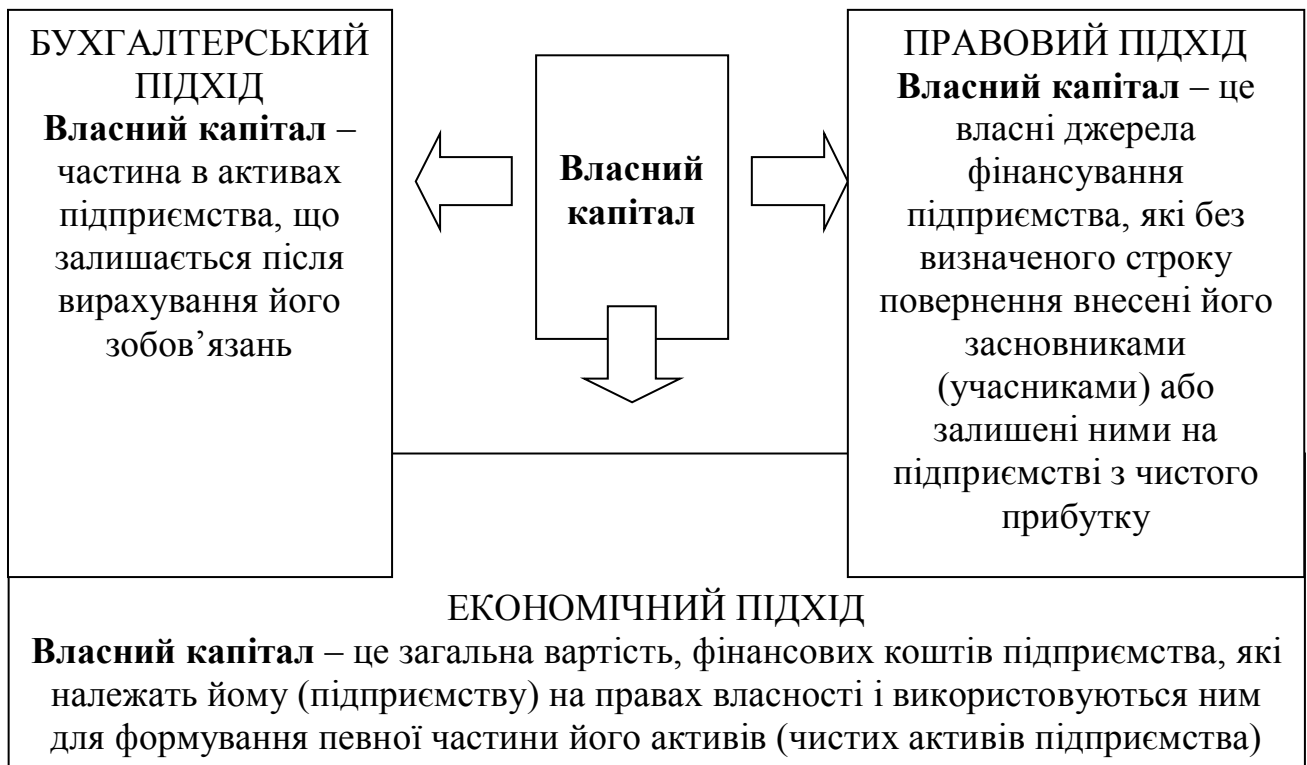 БУХГАЛТЕРСЬКИЙ
ПІДХІД
Власний капітал –
частина в активах
підприємства, що
залишається після
вирахування його
зобов’язань
Власний
капітал
ПРАВОВИЙ ПІДХІД
Власний капітал – це
власні джерела
фінансування
підприємства, які без
визначеного строку
повернення внесені його
засновниками
(учасниками) або
залишені ними на
підприємстві з чистого
прибутку
ЕКОНОМІЧНИЙ ПІДХІД
Власний капітал – це загальна вартість, фінансових коштів підприємства, які
належать йому (підприємству) на правах власності і використовуються ним
для формування певної частини його активів (чистих активів підприємства)